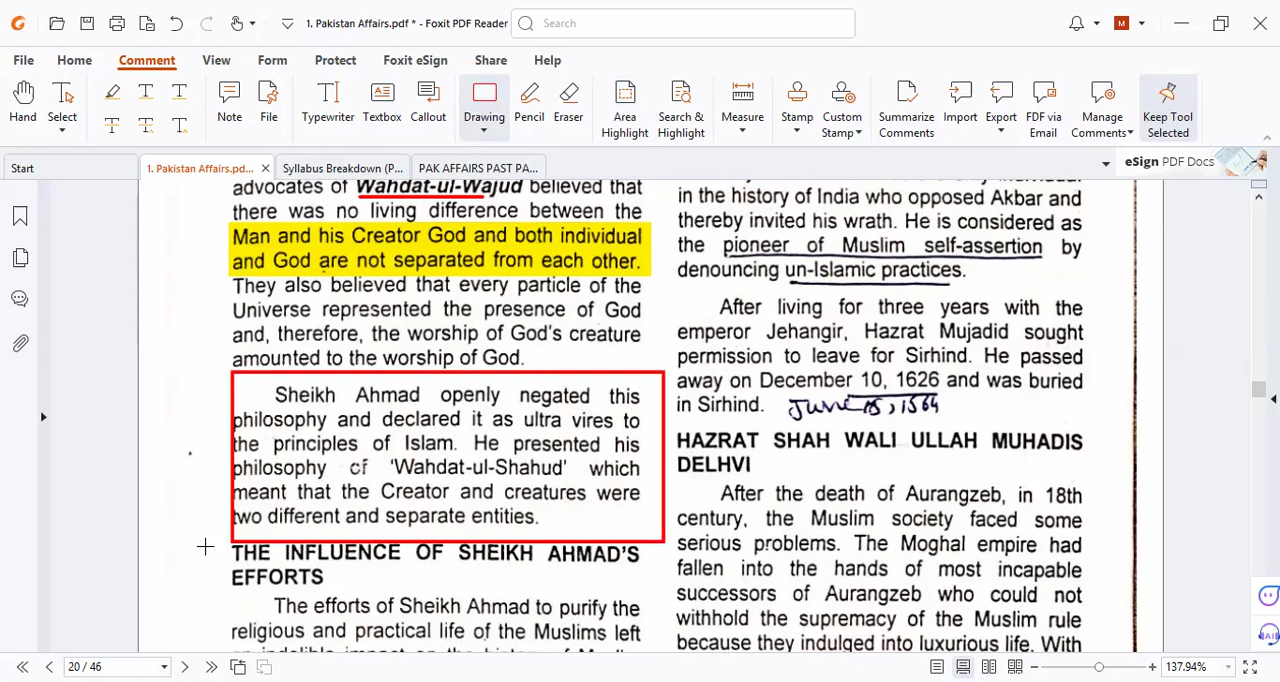 1. Pakistan Affairs.pdf * - Foxit PDF Reader
Search
M
File Home Comment View Form Protect Foxit eSign Share Help
Hand
Select
Note
File
Typewriter
Textbox
Callout
Drawing
Pencil
Eraser
Area
Highlight
Search &
Highlight
Measure
Stamp
Custom
Stamp
Summarize
Comments
Import
Export
FDF via
Email
Manage
Comments
Keep Tool
Selected
Start
1. Pakistan Affairs.pd...
Syllabus Breakdown (P...
PAK AFFAIRS PAST PA...
eSign PDF Docs
advocates of Wahdat-ul-Wajud believed that
there was no living difference between the
Man and his Creator God and both individual
and God are not separated from each other.
They also believed that every particle of the
Universe represented the presence of God
and, therefore, the worship of God's creature
amounted to the worship of God.
Sheikh Ahmad openly negated this
philosophy and declared it as ultra vires to
the principles of Islam. He presented his
philosophy of 'Wahdat-ul-Shahud' which
meant that the Creator and creatures were
two different and separate entities.
THE INFLUENCE OF SHEIKH AHMAD'S
EFFORTS
The efforts of Sheikh Ahmad to purify the
religious and practical life of the Muslims left
in the history of India who opposed Akbar and
thereby invited his wrath. He is considered as
the pioneer of Muslim self-assertion by
denouncing un-Islamic practices.
After living for three years with the
emperor Jehangir, Hazrat Mujadid sought
permission to leave for Sirhind. He passed
away on December 10, 1626 and was buried
in Sirhind. June 15, 1564
HAZRAT SHAH WALI ULLAH MUHADIS
DELHVI
After the death of Aurangzeb, in 18th
century, the Muslim society faced some
serious problems. The Moghal empire had
fallen into the hands of most incapable
successors of Aurangzeb who could not
withhold the supremacy of the Muslim rule
because they indulged into luxurious life. With
20 / 46
137.94%